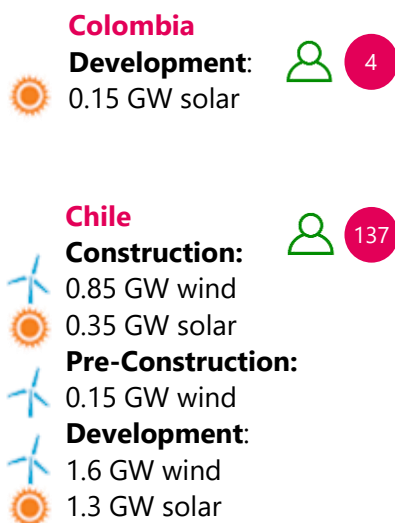 Colombia
Development: 4
0.15 GW solar
Chile
Construction: 137
0.85 GW wind
0.35 GW solar
Pre-Construction:
0.15 GW wind
Development:
1.6 GW wind
1.3 GW solar